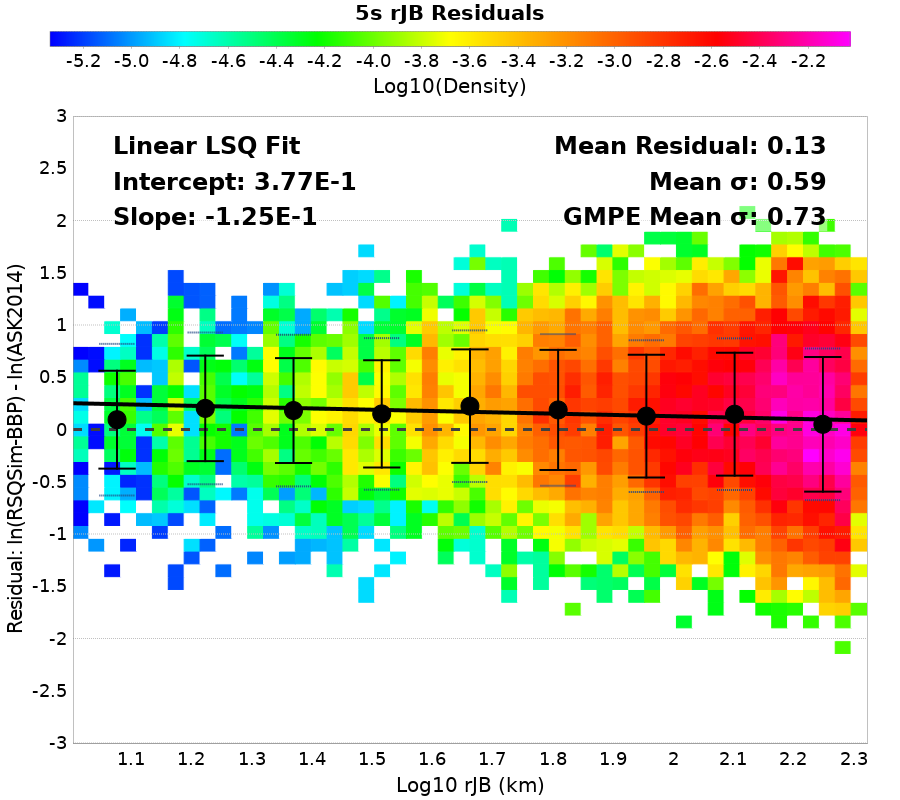 5s rJB Residuals
-5.2 -5.0 -4.8 -4.6 -4.4 -4.2 -4.0 -3.8 -3.6 -3.4 -3.2 -3.0 -2.8 -2.6 -2.4 -2.2
Log10(Density)
Linear LSQ Fit
Intercept: 3.77E-1
Slope: -1.25E-1
Mean Residual: 0.13
Mean σ: 0.59
GMPE Mean σ: 0.73
Residual: ln(RSQSim-BBP) - ln(ASK2014)
3
2.5
2
1.5
1
0.5
0
-0.5
-1
-1.5
-2
-2.5
-3
1.1 1.2 1.3 1.4 1.5 1.6 1.7 1.8 1.9 2 2.1 2.2 2.3
Log10 rJB (km)